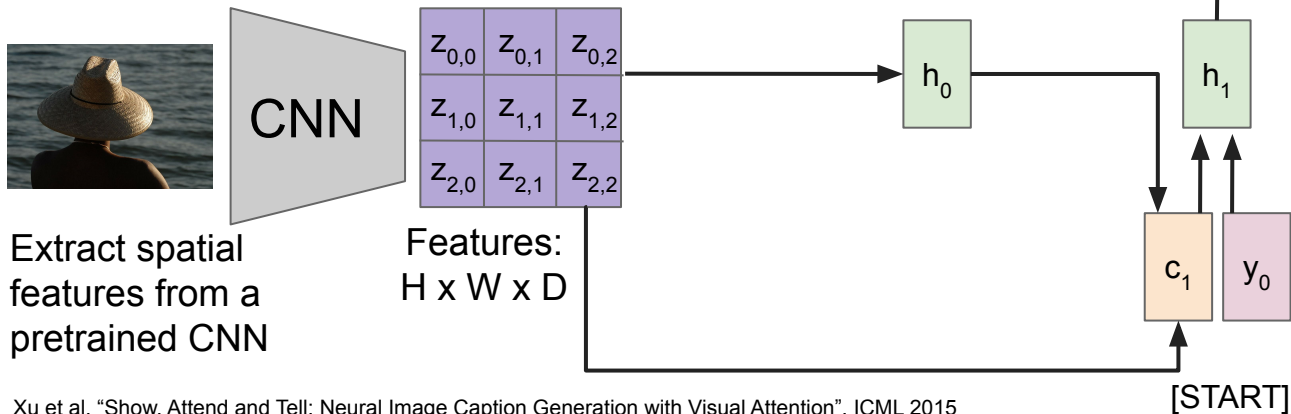 CNN
z0,0 z0,1 z0,2
z1,0 z1,1 z1,2
z2,0 z2,1 z2,2
h0
h1
c1
y0
[START]
Extract spatial
features from a
pretrained CNN
Features:
H x W x D
Xu et al, “Show, Attend and Tell: Neural Image Caption Generation with Visual Attention”, ICML 2015